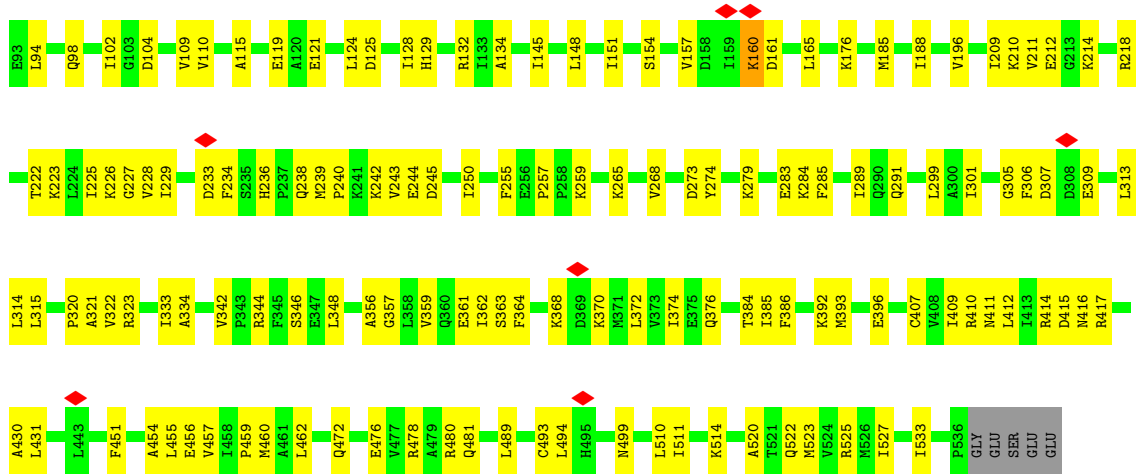 E93 L94 Q98 I102 G103 D104 V109 V110 A115 E119 A120 E121 L124 D125 I128 H129 R132 I133 A134 I145 L148 I151 S154 V157 D158 I159 K160 D161 L165 K176 M185 I188 V196 I209 K210 V211 E212 G213 K214 R218
T222 K223 L224 I225 K226 G227 V228 I229 D233 F234 S235 H236 P237 Q238 M239 P240 K241 K242 V243 E244 D245 I250 F255 E256 P257 P258 K259 K265 V268 D273 Y274 K279 E283 K284 F285 I289 Q290 Q291 L299 A300 I301 G305 F306 D307 D308 E309 L313
L314 L315 P320 A321 V322 R323 I333 A334 V342 P343 R344 F345 S346 E347 L348 A356 G357 L358 V359 Q360 E361 I362 S363 F364 K368 D369 K370 M371 L372 V373 I374 E375 Q376 T384 I385 F386 K392 M393 E396 C407 V408 I409 R410 N411 L412 I413 R414 D415 N416 R417
A430 L431 L443 F451 A454 L455 E456 V457 I458 P459 M460 A461 L462 Q472 E476 V477 R478 A479 R480 Q481 L489 C493 L494 H495 N499 L510 I511 K514 A520 T521 Q522 M523 V524 R525 M526 I527 I533 P536 GLY GLU SER GLU GLU